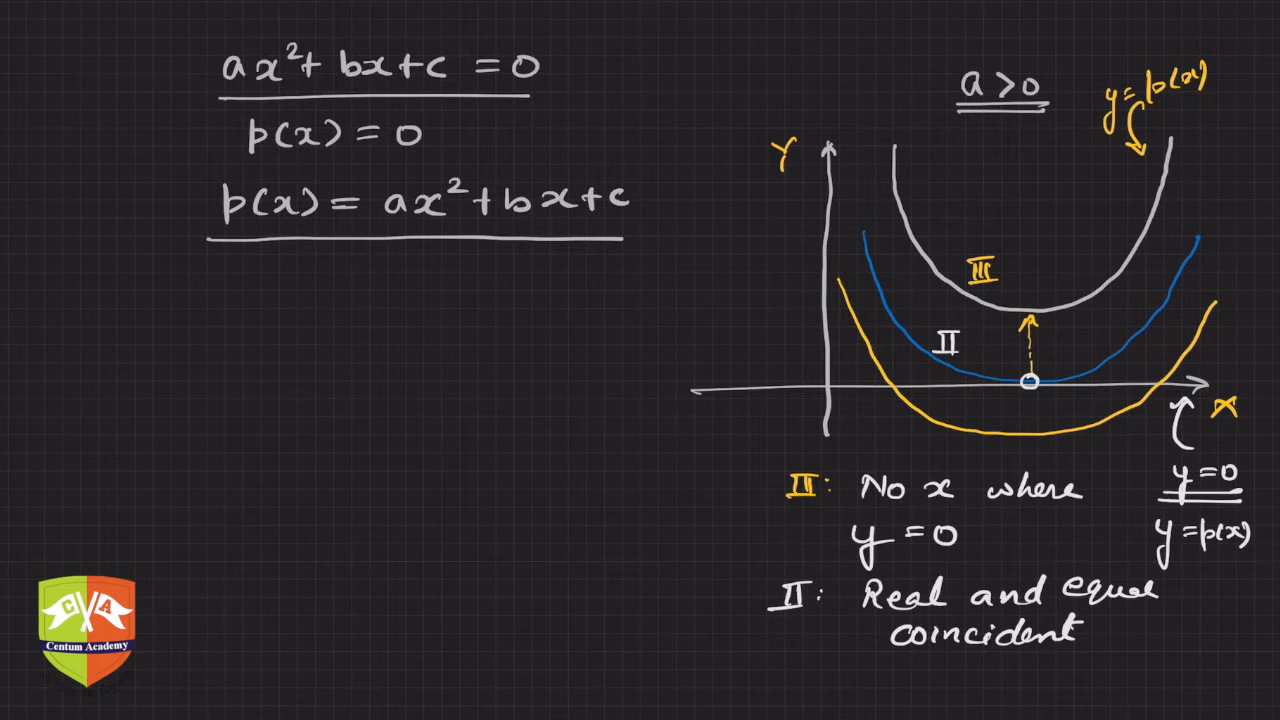 ax²+ bx+c = 0
p(x) = 0
p(x) = ax²+bx+c
a > 0
y = p(x)
Y
III
II
X
III: No x where
y = 0
y = 0
y = p(x)
II: Real and equal
coincident
C A
Centum Academy